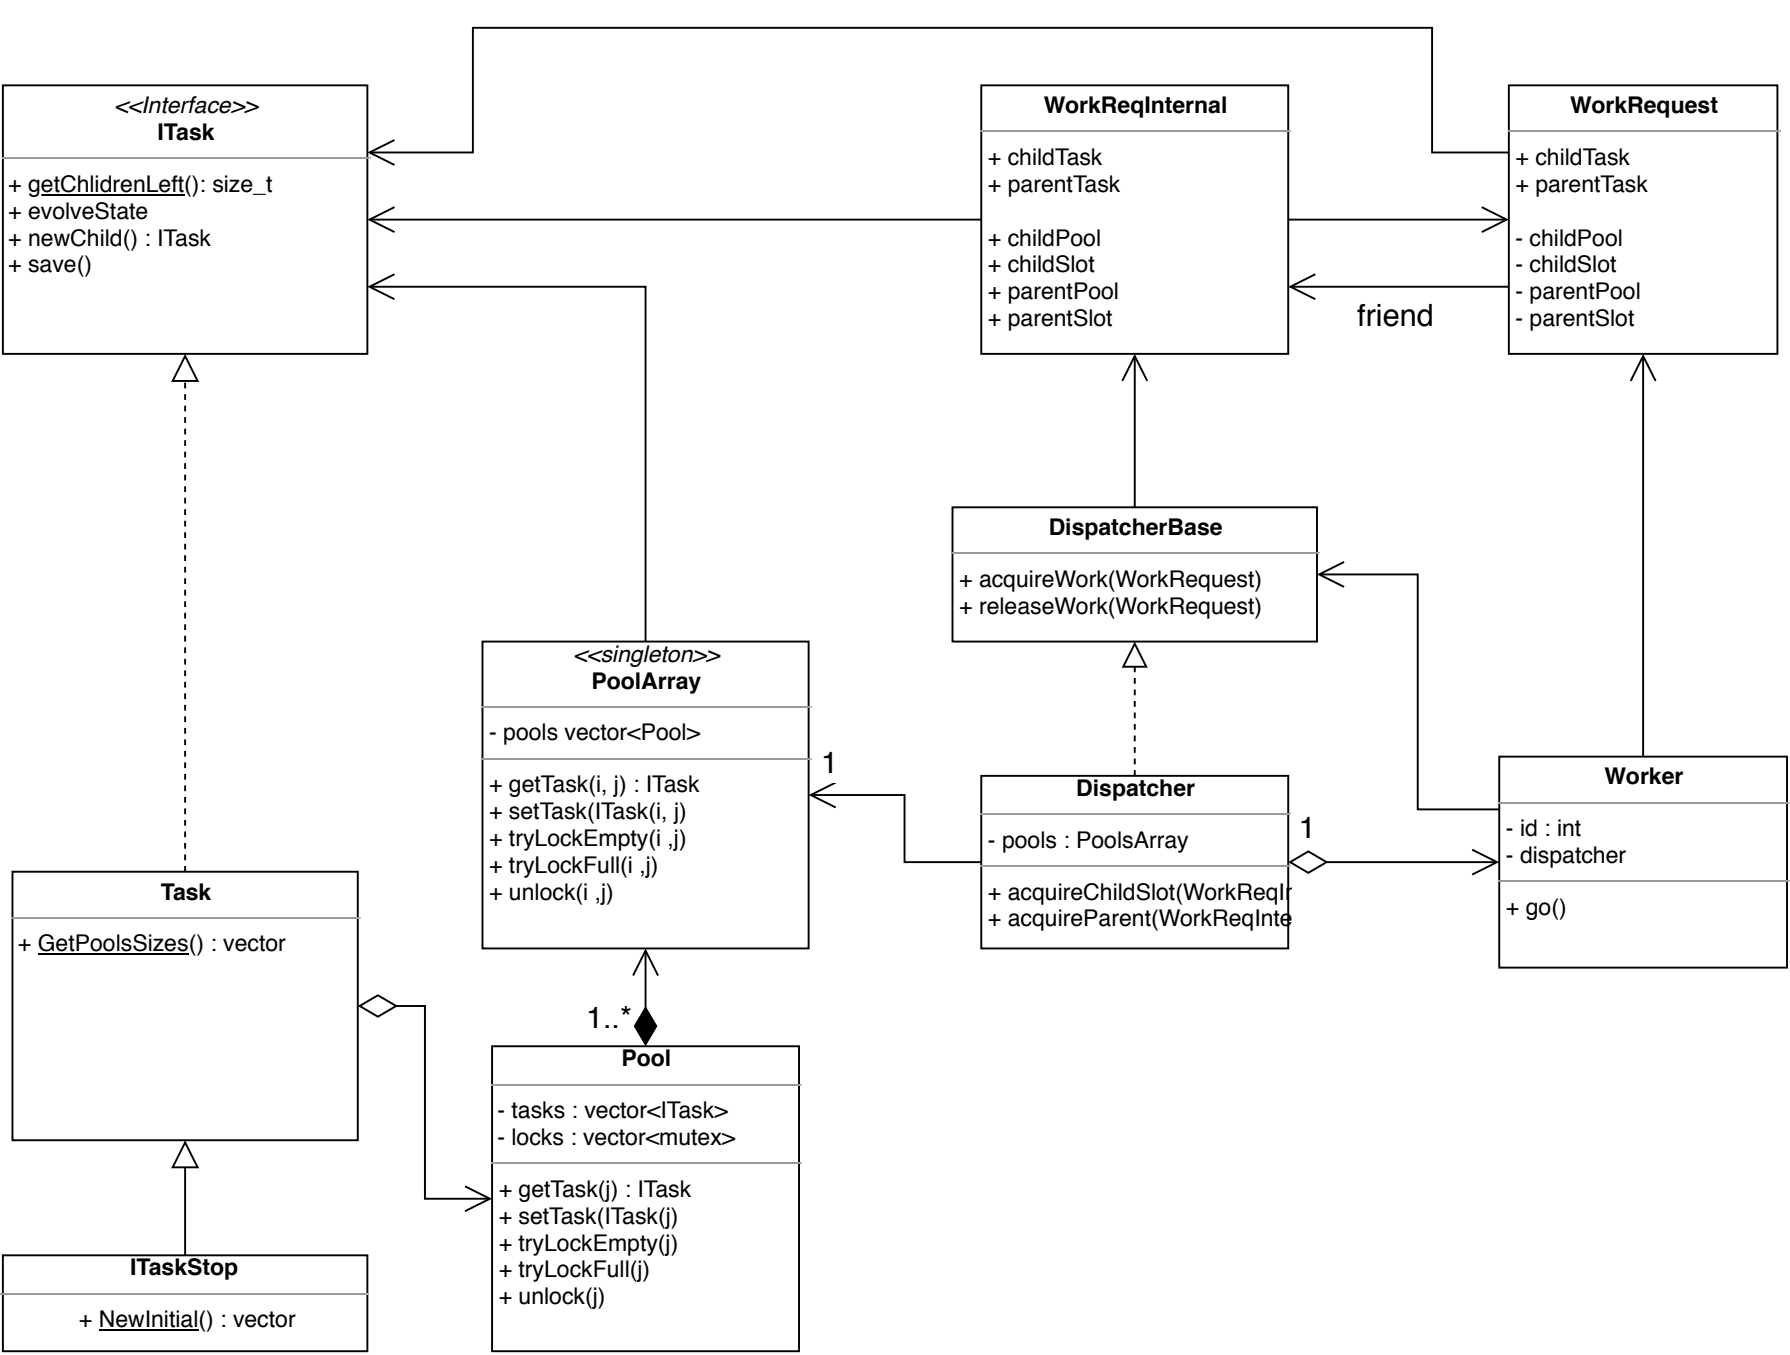 <<Interface>>
ITask
+ getChlidrenLeft(): size_t
+ evolveState
+ newChild() : ITask
+ save()
WorkReqInternal
+ childTask
+ parentTask
+ childPool
+ childSlot
+ parentPool
+ parentSlot
WorkRequest
+ childTask
+ parentTask
- childPool
- childSlot
- parentPool
- parentSlot
friend
DispatcherBase
+ acquireWork(WorkRequest)
+ releaseWork(WorkRequest)
<<singleton>>
PoolArray
- pools vector<Pool>
+ getTask(i, j) : ITask
+ setTask(ITask(i, j)
+ tryLockEmpty(i ,j)
+ tryLockFull(i ,j)
+ unlock(i ,j)
1
Dispatcher
- pools : PoolsArray
+ acquireChildSlot(WorkReqIr
+ acquireParent(WorkReqInte
1
Worker
- id : int
- dispatcher
+ go()
Task
+ GetPoolsSizes() : vector
1..*
Pool
- tasks : vector<ITask>
- locks : vector<mutex>
+ getTask(j) : ITask
+ setTask(ITask(j)
+ tryLockEmpty(j)
+ tryLockFull(j)
+ unlock(j)
ITaskStop
+ NewInitial() : vector